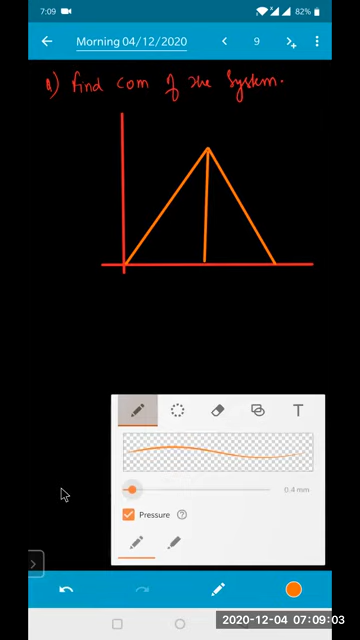 7:09
82%
Morning 04/12/2020
9
Q) Find COM of the System.
T
0.4 mm
Pressure
2020-12-04 07:09:03